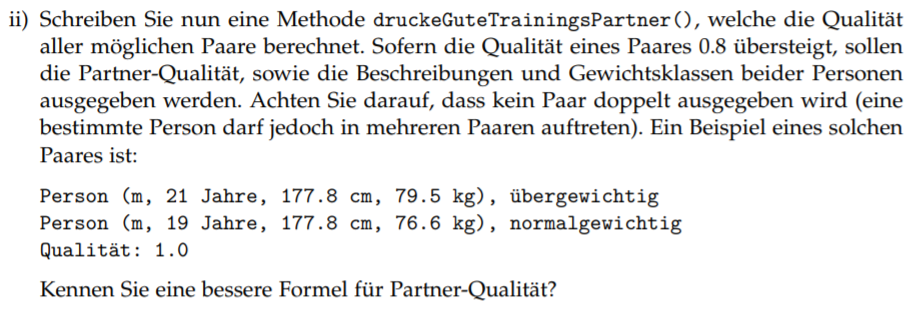 ii) Schreiben Sie nun eine Methode druckeGuteTrainingsPartner(), welche die Qualität
aller möglichen Paare berechnet. Sofern die Qualität eines Paares 0.8 übersteigt, sollen
die Partner-Qualität, sowie die Beschreibungen und Gewichtsklassen beider Personen
ausgegeben werden. Achten Sie darauf, dass kein Paar doppelt ausgegeben wird (eine
bestimmte Person darf jedoch in mehreren Paaren auftreten). Ein Beispiel eines solchen
Paares ist:
Person (m, 21 Jahre, 177.8 cm, 79.5 kg), übergewichtig
Person (m, 19 Jahre, 177.8 cm, 76.6 kg), normalgewichtig
Qualität: 1.0
Kennen Sie eine bessere Formel für Partner-Qualität?